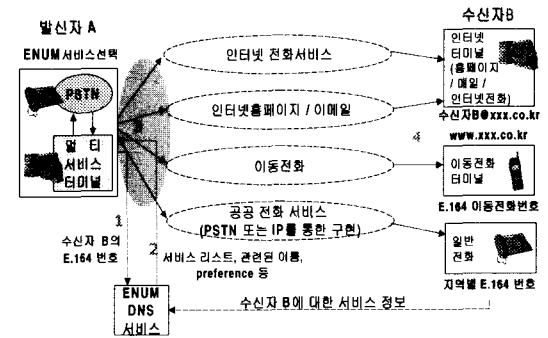 발신자 A
ENUM 서비스선택
PSTN
멀 티
서비스
터미널
1
수신자 B의
E.164 번호
2
서비스 리스트, 관련된 이름,
preference 등
ENUM
DNS
서비스
수신자 B에 대한 서비스 정보
인터넷 전화서비스
인터넷홈페이지 / 이메일
이동전화
공공 전화 서비스
(PSTN 또는 IP를 통한 구현)
4
수신자B
인터넷
터미널
(홈페이지
/ 메일 /
인터넷전화)
수신자B@xxx.co.kr
www.xxx.co.kr
이동전화
터미널
E.164 이동전화번호
일반
전화
지역별 E.164 번호